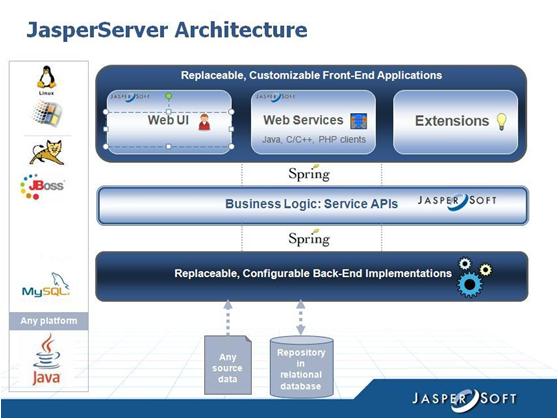 JasperServer Architecture
Linux
JBoss
MySQL
Any platform
Java
Replaceable, Customizable Front-End Applications
JASPERSOFT
Web UI
JASPERSOFT
Web Services
Java, C/C++, PHP clients
Extensions
Spring
Business Logic: Service APIs
JASPERSOFT
Spring
Replaceable, Configurable Back-End Implementations
Any
source
data
Repository
in
relational
database
JASPERSOFT